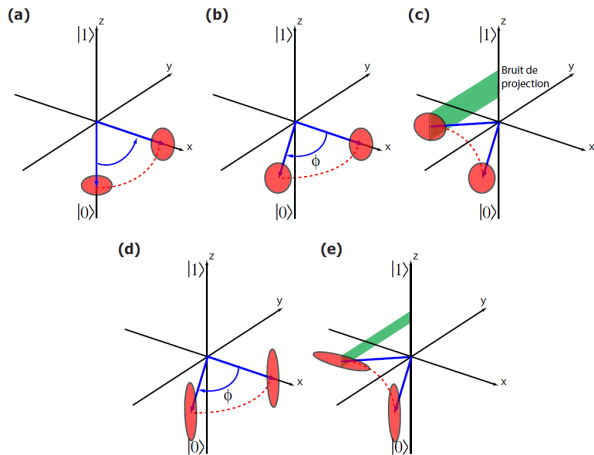 (a)
z
|1⟩
y
x
|0⟩
(b)
z
|1⟩
y
x
ϕ
|0⟩
(c)
z
|1⟩
y
Bruit de
projection
x
|0⟩
(d)
z
|1⟩
y
x
ϕ
|0⟩
(e)
z
|1⟩
y
x
|0⟩